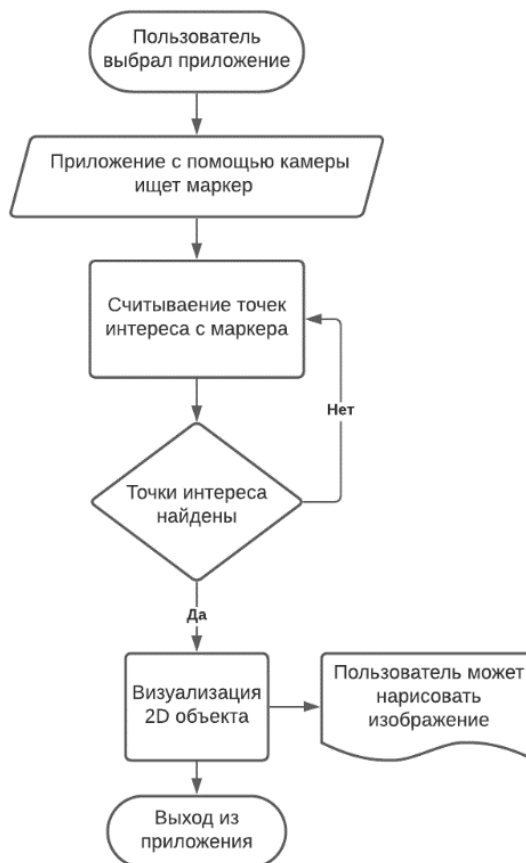 Пользователь
выбрал приложение
Приложение с помощью камеры
ищет маркер
Считываение точек
интереса с маркера
Нет
Точки интереса
найдены
Да
Визуализация
2D объекта
Пользователь может
нарисовать
изображение
Выход из
приложения